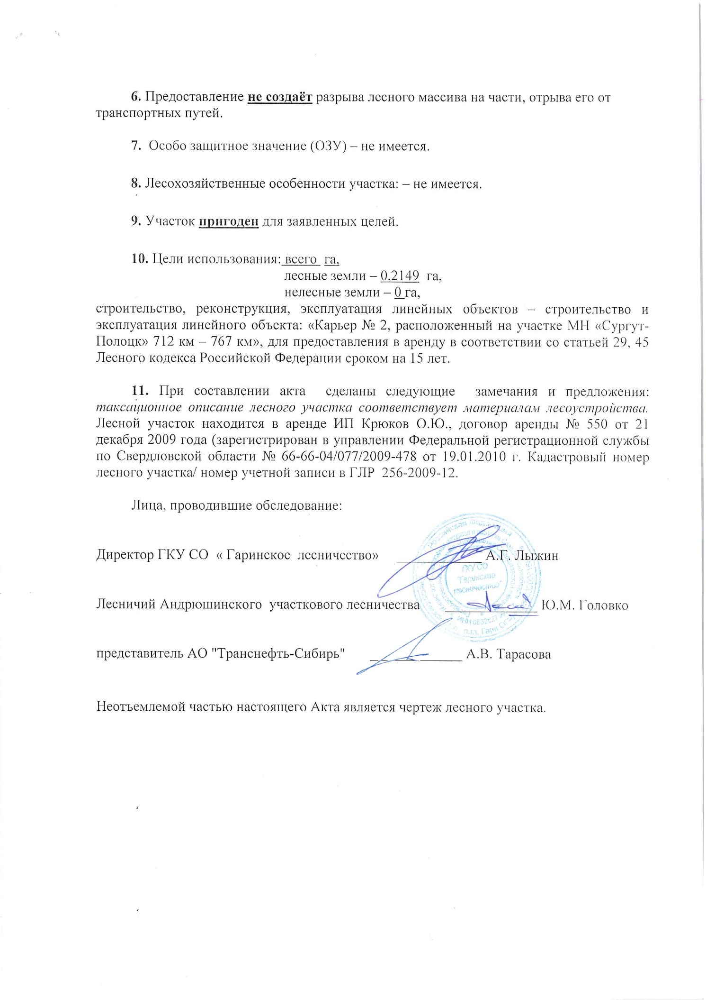 6. Предоставление не создаёт разрыва лесного массива на части, отрыва его от
транспортных путей.
7. Особо защитное значение (ОЗУ) – не имеется.
8. Лесохозяйственные особенности участка: – не имеется.
9. Участок пригоден для заявленных целей.
10. Цели использования: всего га,
лесные земли – 0,2149 га,
нелесные земли – 0 га,
строительство, реконструкция, эксплуатация линейных объектов – строительство и
эксплуатация линейного объекта: «Карьер № 2, расположенный на участке МН «Сургут-
Полоцк» 712 км – 767 км», для предоставления в аренду в соответствии со статьей 29, 45
Лесного кодекса Российской Федерации сроком на 15 лет.
11. При составлении акта сделаны следующие замечания и предложения:
таксационное описание лесного участка соответствует материалам лесоустройства.
Лесной участок находится в аренде ИП Крюков О.Ю., договор аренды № 550 от 21
декабря 2009 года (зарегистрирован в управлении Федеральной регистрационной службы
по Свердловской области № 66-66-04/077/2009-478 от 19.01.2010 г. Кадастровый номер
лесного участка/ номер учетной записи в ГЛР 256-2009-12.
Лица, проводившие обследование:
Директор ГКУ СО « Гаринское лесничество» А.Г. Лыжин
Российская Федерация
ГКУ СО
"Гаринское
лесничество"
Лесничий Андрюшинского участкового лесничества Ю.М. Головко
представитель АО "Транснефть-Сибирь" А.В. Тарасова
Неотъемлемой частью настоящего Акта является чертеж лесного участка.